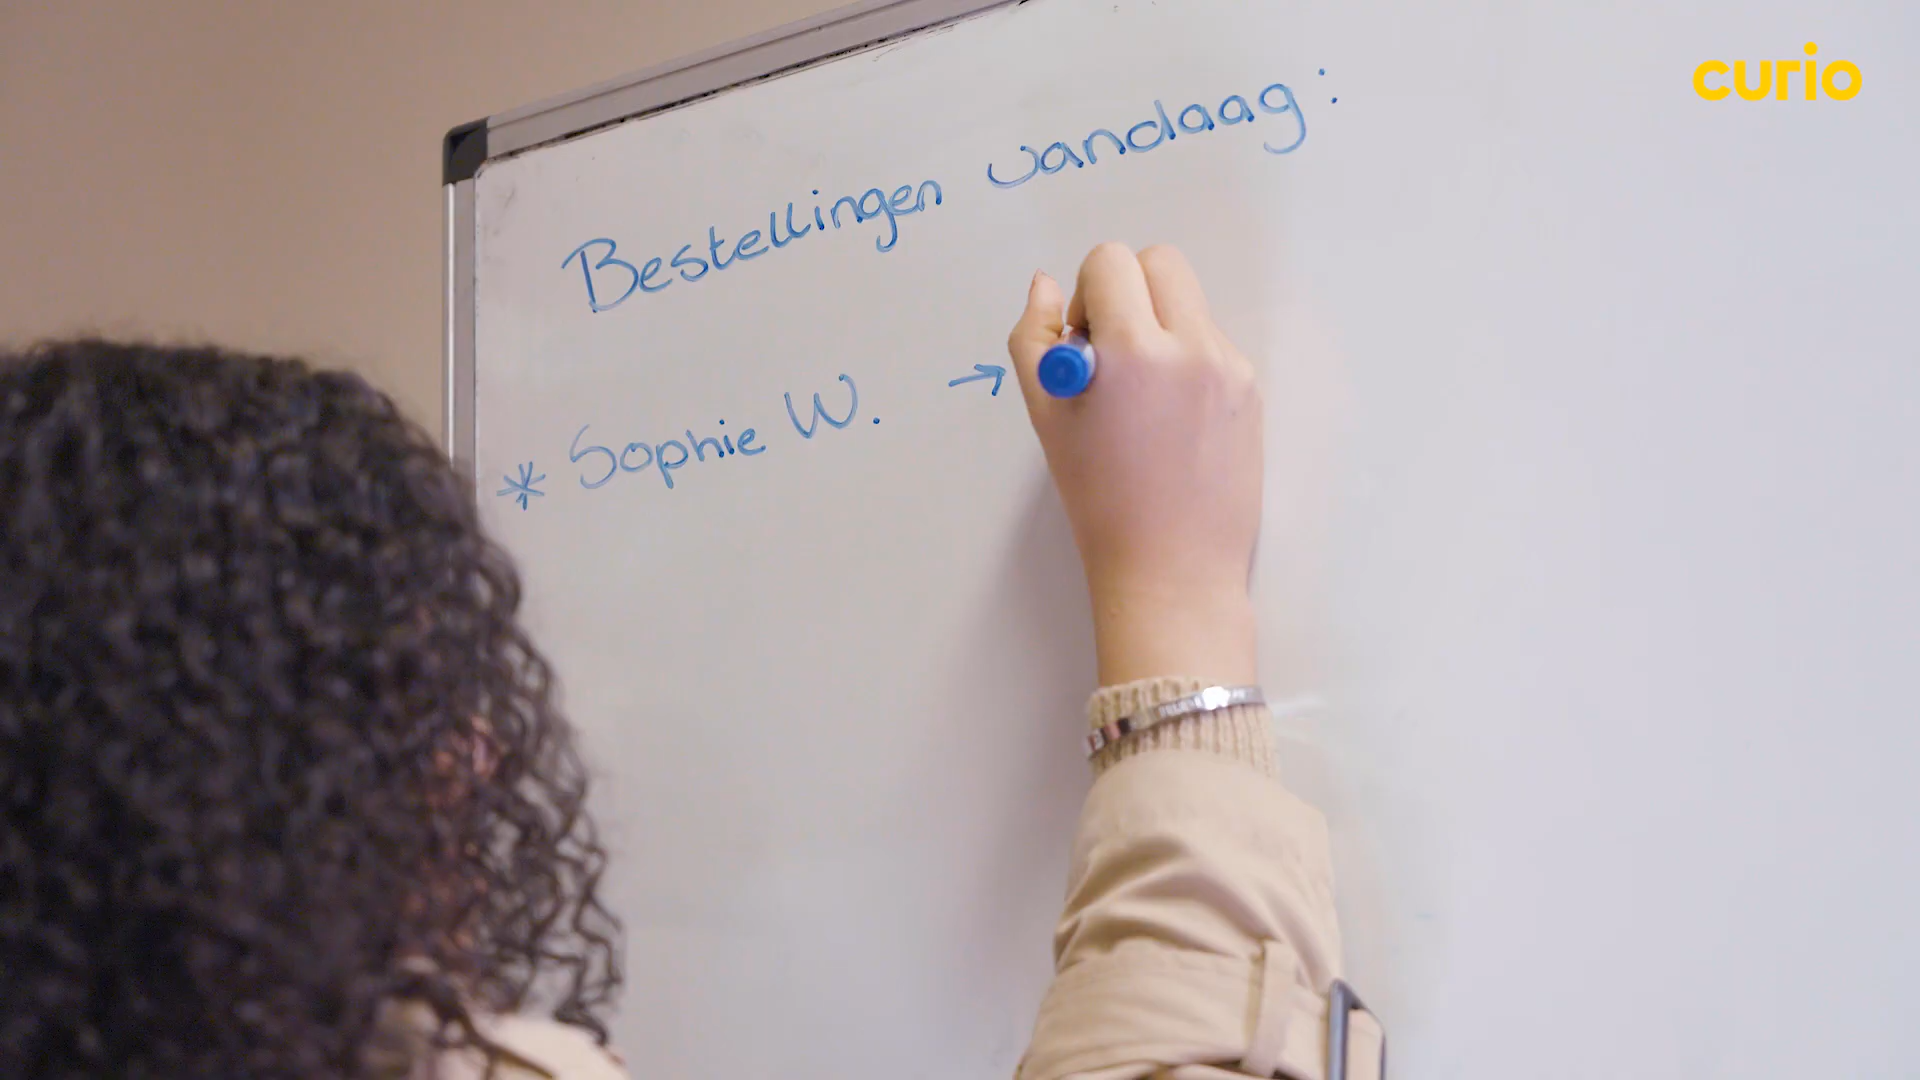 curio
Bestellingen vandaag:
* Sophie W. →